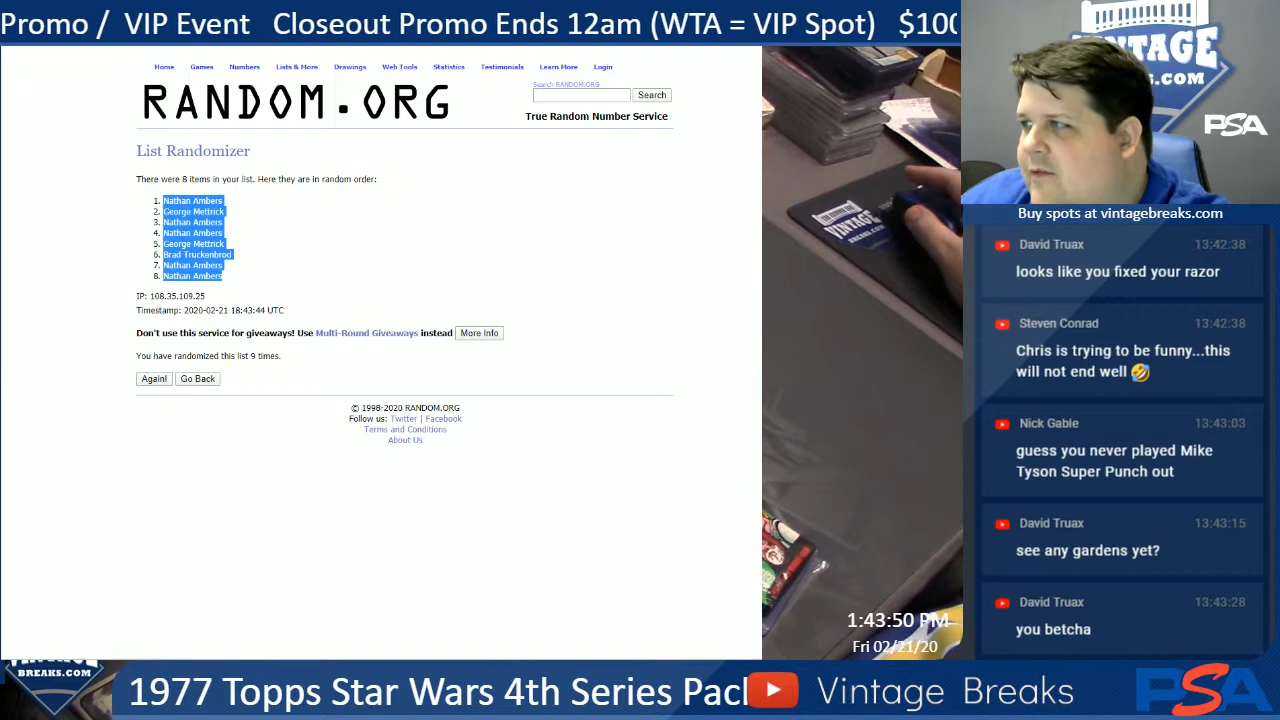 Promo / VIP Event Closeout Promo Ends 12am (WTA = VIP Spot) $100
Home Games Numbers Lists & More Drawings Web Tools Statistics Testimonials Learn More Login
RANDOM.ORG
Search RANDOM.ORG
Search
True Random Number Service
List Randomizer
There were 8 items in your list. Here they are in random order:
1. Nathan Ambers
2. George Mettrick
3. Nathan Ambers
4. Nathan Ambers
5. George Mettrick
6. Brad Truckenbrod
7. Nathan Ambers
8. Nathan Ambers
IP: 108.35.109.25
Timestamp: 2020-02-21 18:43:44 UTC
Don't use this service for giveaways! Use Multi-Round Giveaways instead More Info
You have randomized this list 9 times.
Again! Go Back
© 1998-2020 RANDOM.ORG
Follow us: Twitter | Facebook
Terms and Conditions
About Us
VINTAGE
VINTAGE
.COM
PSA
Buy spots at vintagebreaks.com
David Truax 13:42:38
looks like you fixed your razor
Steven Conrad 13:42:38
Chris is trying to be funny...this
will not end well 🤣
Nick Gable 13:43:03
guess you never played Mike
Tyson Super Punch out
David Truax 13:43:15
see any gardens yet?
David Truax 13:43:28
you betcha
1:43:50 PM
Fri 02/21/20
VINTAGE
BREAKS.COM
1977 Topps Star Wars 4th Series Pac
Vintage Breaks
PSA